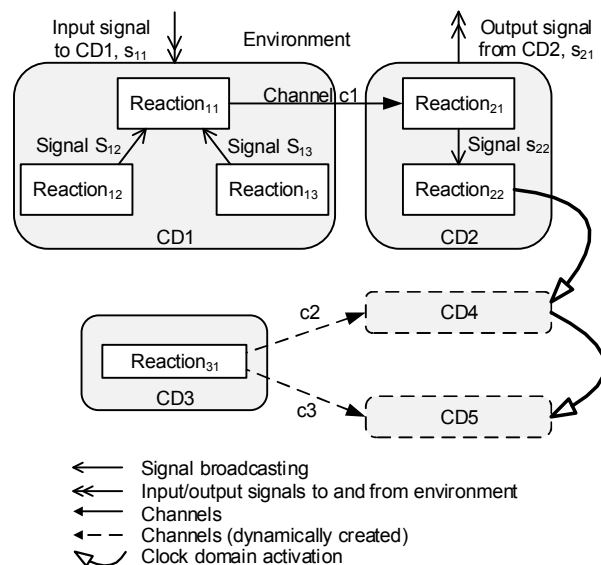 Input signal
to CD1, s11
Environment
Output signal
from CD2, s21
Reaction11
Channel c1
Reaction21
Signal S12
Signal S13
Signal s22
Reaction12
Reaction13
Reaction22
CD1
CD2
c2
CD4
Reaction31
CD3
c3
CD5
Signal broadcasting
Input/output signals to and from environment
Channels
Channels (dynamically created)
Clock domain activation